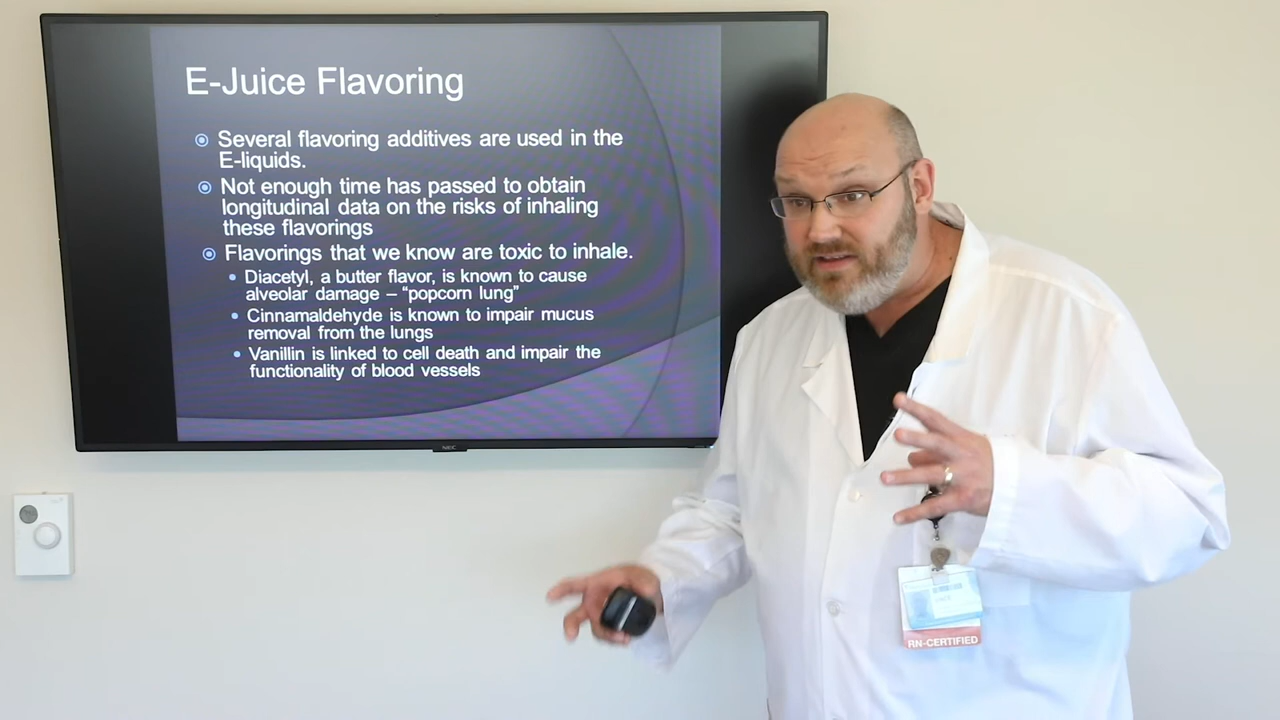 E-Juice Flavoring
Several flavoring additives are used in the
E-liquids.
Not enough time has passed to obtain
longitudinal data on the risks of inhaling
these flavorings
Flavorings that we know are toxic to inhale.
Diacetyl, a butter flavor, is known to cause
alveolar damage – “popcorn lung”
Cinnamaldehyde is known to impair mucus
removal from the lungs
Vanillin is linked to cell death and impair the
functionality of blood vessels
NEC
RN-CERTIFIED